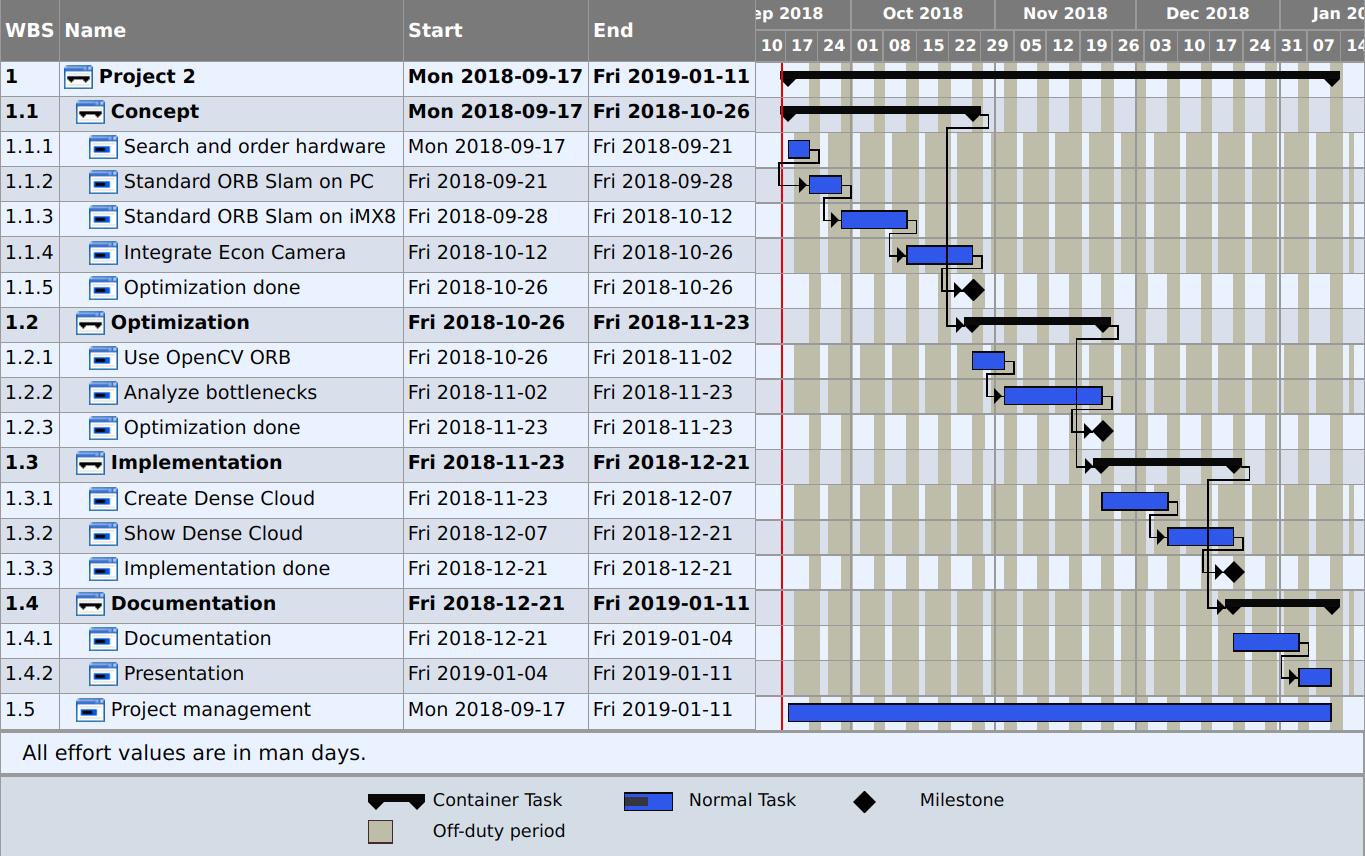 WBS Name Start End ep 2018 Oct 2018 Nov 2018 Dec 2018 Jan 20
10 17 24 01 08 15 22 29 05 12 19 26 03 10 17 24 31 07 14
1 Project 2 Mon 2018-09-17 Fri 2019-01-11
1.1 Concept Mon 2018-09-17 Fri 2018-10-26
1.1.1 Search and order hardware Mon 2018-09-17 Fri 2018-09-21
1.1.2 Standard ORB Slam on PC Fri 2018-09-21 Fri 2018-09-28
1.1.3 Standard ORB Slam on iMX8 Fri 2018-09-28 Fri 2018-10-12
1.1.4 Integrate Econ Camera Fri 2018-10-12 Fri 2018-10-26
1.1.5 Optimization done Fri 2018-10-26 Fri 2018-10-26
1.2 Optimization Fri 2018-10-26 Fri 2018-11-23
1.2.1 Use OpenCV ORB Fri 2018-10-26 Fri 2018-11-02
1.2.2 Analyze bottlenecks Fri 2018-11-02 Fri 2018-11-23
1.2.3 Optimization done Fri 2018-11-23 Fri 2018-11-23
1.3 Implementation Fri 2018-11-23 Fri 2018-12-21
1.3.1 Create Dense Cloud Fri 2018-11-23 Fri 2018-12-07
1.3.2 Show Dense Cloud Fri 2018-12-07 Fri 2018-12-21
1.3.3 Implementation done Fri 2018-12-21 Fri 2018-12-21
1.4 Documentation Fri 2018-12-21 Fri 2019-01-11
1.4.1 Documentation Fri 2018-12-21 Fri 2019-01-04
1.4.2 Presentation Fri 2019-01-04 Fri 2019-01-11
1.5 Project management Mon 2018-09-17 Fri 2019-01-11
All effort values are in man days.
Container Task Normal Task Milestone
Off-duty period